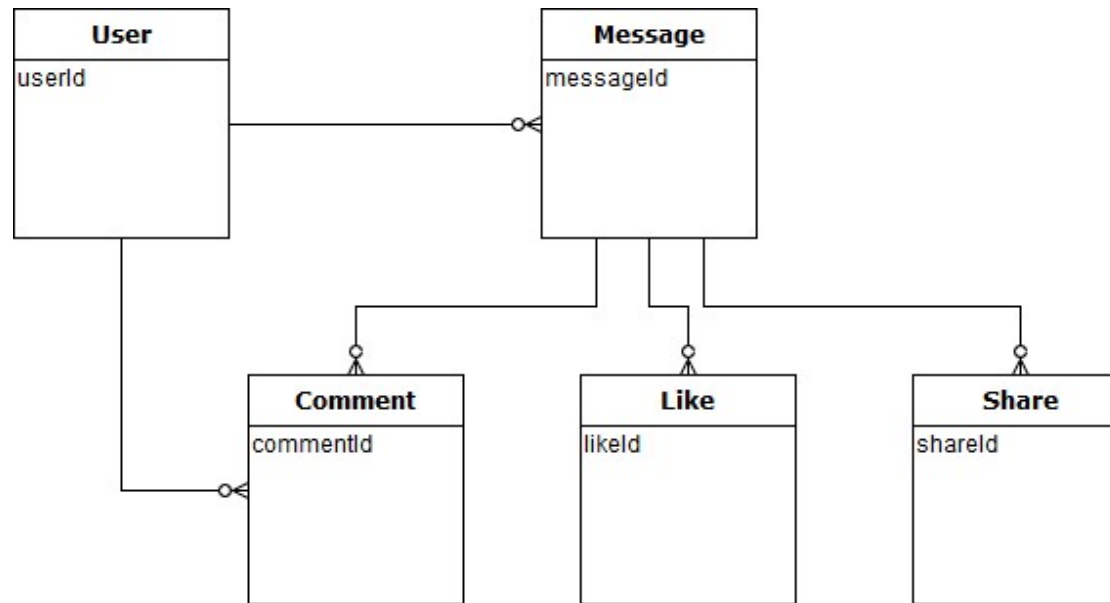 User
userId
Message
messageId
Comment
commentId
Like
likeId
Share
shareId